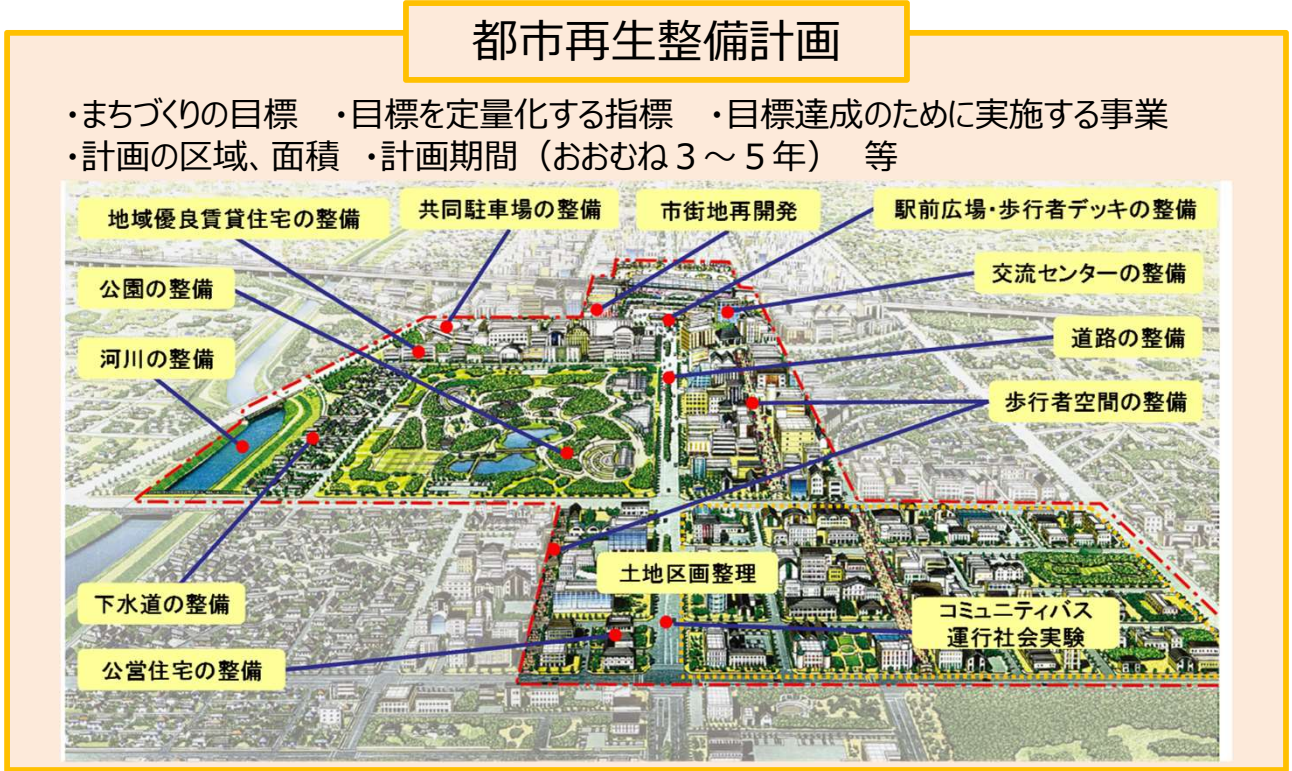 都市再生整備計画
・まちづくりの目標　・目標を定量化する指標　・目標達成のために実施する事業
・計画の区域、面積　・計画期間（おおむね３～５年）　等
地域優良賃貸住宅の整備
共同駐車場の整備
市街地再開発
駅前広場・歩行者デッキの整備
公園の整備
交流センターの整備
河川の整備
道路の整備
歩行者空間の整備
下水道の整備
土地区画整理
コミュニティバス
運行社会実験
公営住宅の整備